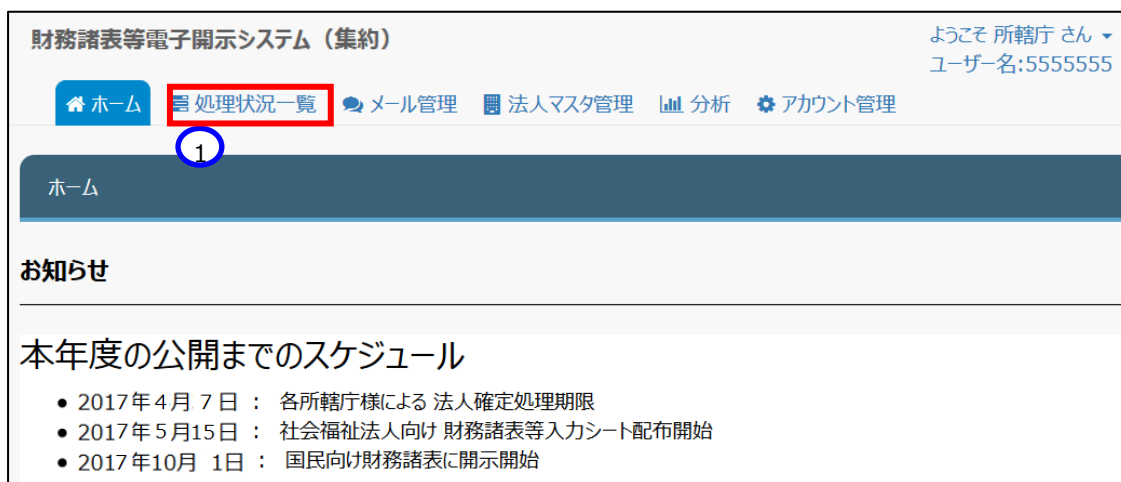 財務諸表等電子開示システム（集約）
ようこそ 所轄庁 さん
ユーザー名:5555555
ホーム 処理状況一覧 メール管理 法人マスタ管理 分析 アカウント管理
1
ホーム
お知らせ
本年度の公開までのスケジュール
• 2017年4月 7 日 ： 各所轄庁様による 法人確定処理期限
• 2017年5月15日 ： 社会福祉法人向け 財務諸表等入力シート配布開始
• 2017年10月 1日 ： 国民向け財務諸表に開示開始